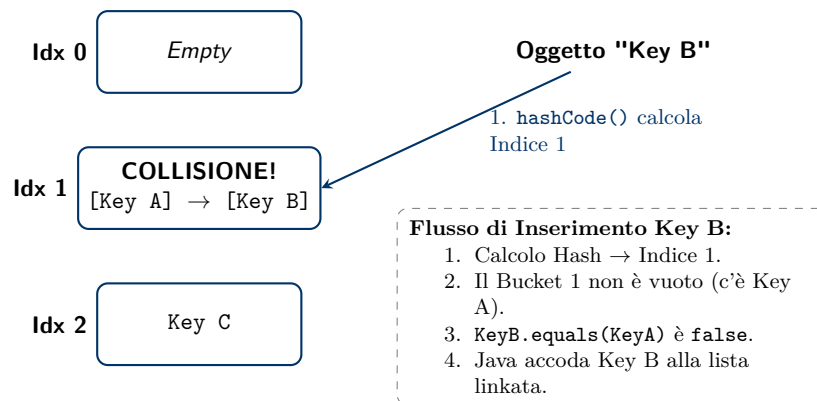 Idx 0
Empty
Oggetto "Key B"
1. hashCode() calcola
Indice 1
Idx 1
COLLISIONE!
[Key A] → [Key B]
Idx 2
Key C
Flusso di Inserimento Key B:
1. Calcolo Hash → Indice 1.
2. Il Bucket 1 non è vuoto (c'è Key
A).
3. KeyB.equals(KeyA) è false.
4. Java accoda Key B alla lista
linkata.